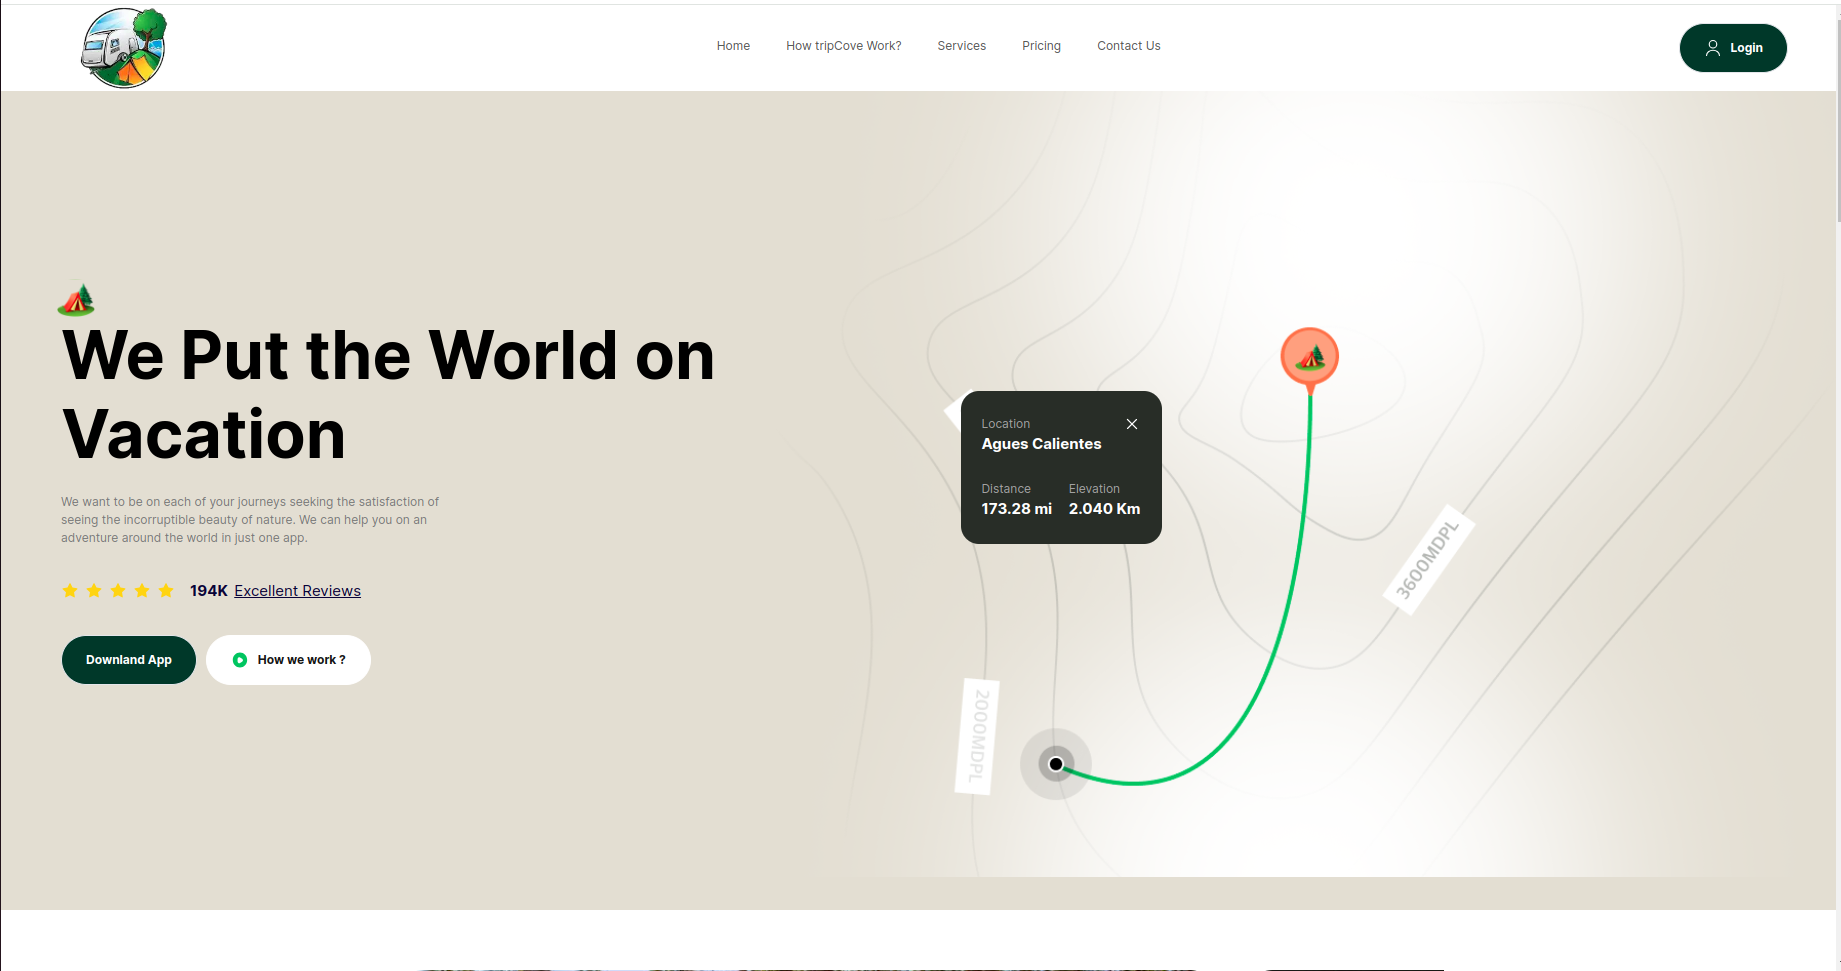 Home How tripCove Work? Services Pricing Contact Us
Login
We Put the World on
Vacation
We want to be on each of your journeys seeking the satisfaction of
seeing the incorruptible beauty of nature. We can help you on an
adventure around the world in just one app.
194K Excellent Reviews
Downland App How we work ?
Location
Agues Calientes
Distance Elevation
173.28 mi 2.040 Km
3600MDPL
2000MDPL